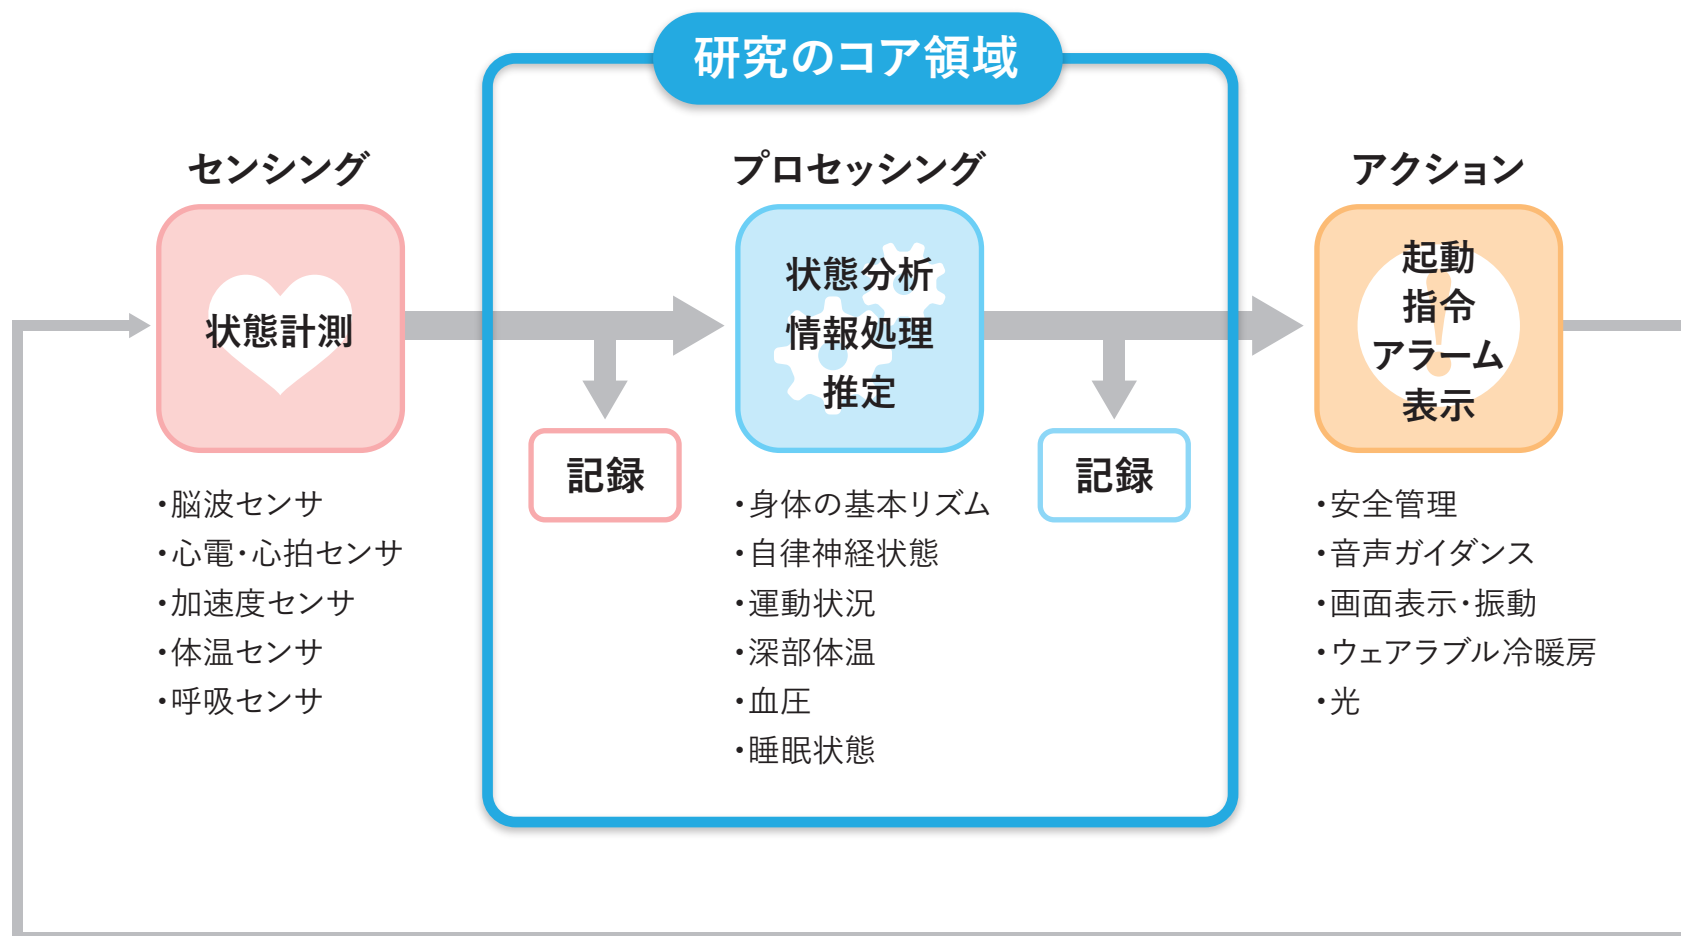 研究のコア領域
センシング
状態計測
・脳波センサ
・心電・心拍センサ
・加速度センサ
・体温センサ
・呼吸センサ
記録
プロセッシング
状態分析
情報処理
推定
・身体の基本リズム
・自律神経状態
・運動状況
・深部体温
・血圧
・睡眠状態
記録
アクション
起動
指令
アラーム
表示
・安全管理
・音声ガイダンス
・画面表示・振動
・ウェアラブル冷暖房
・光